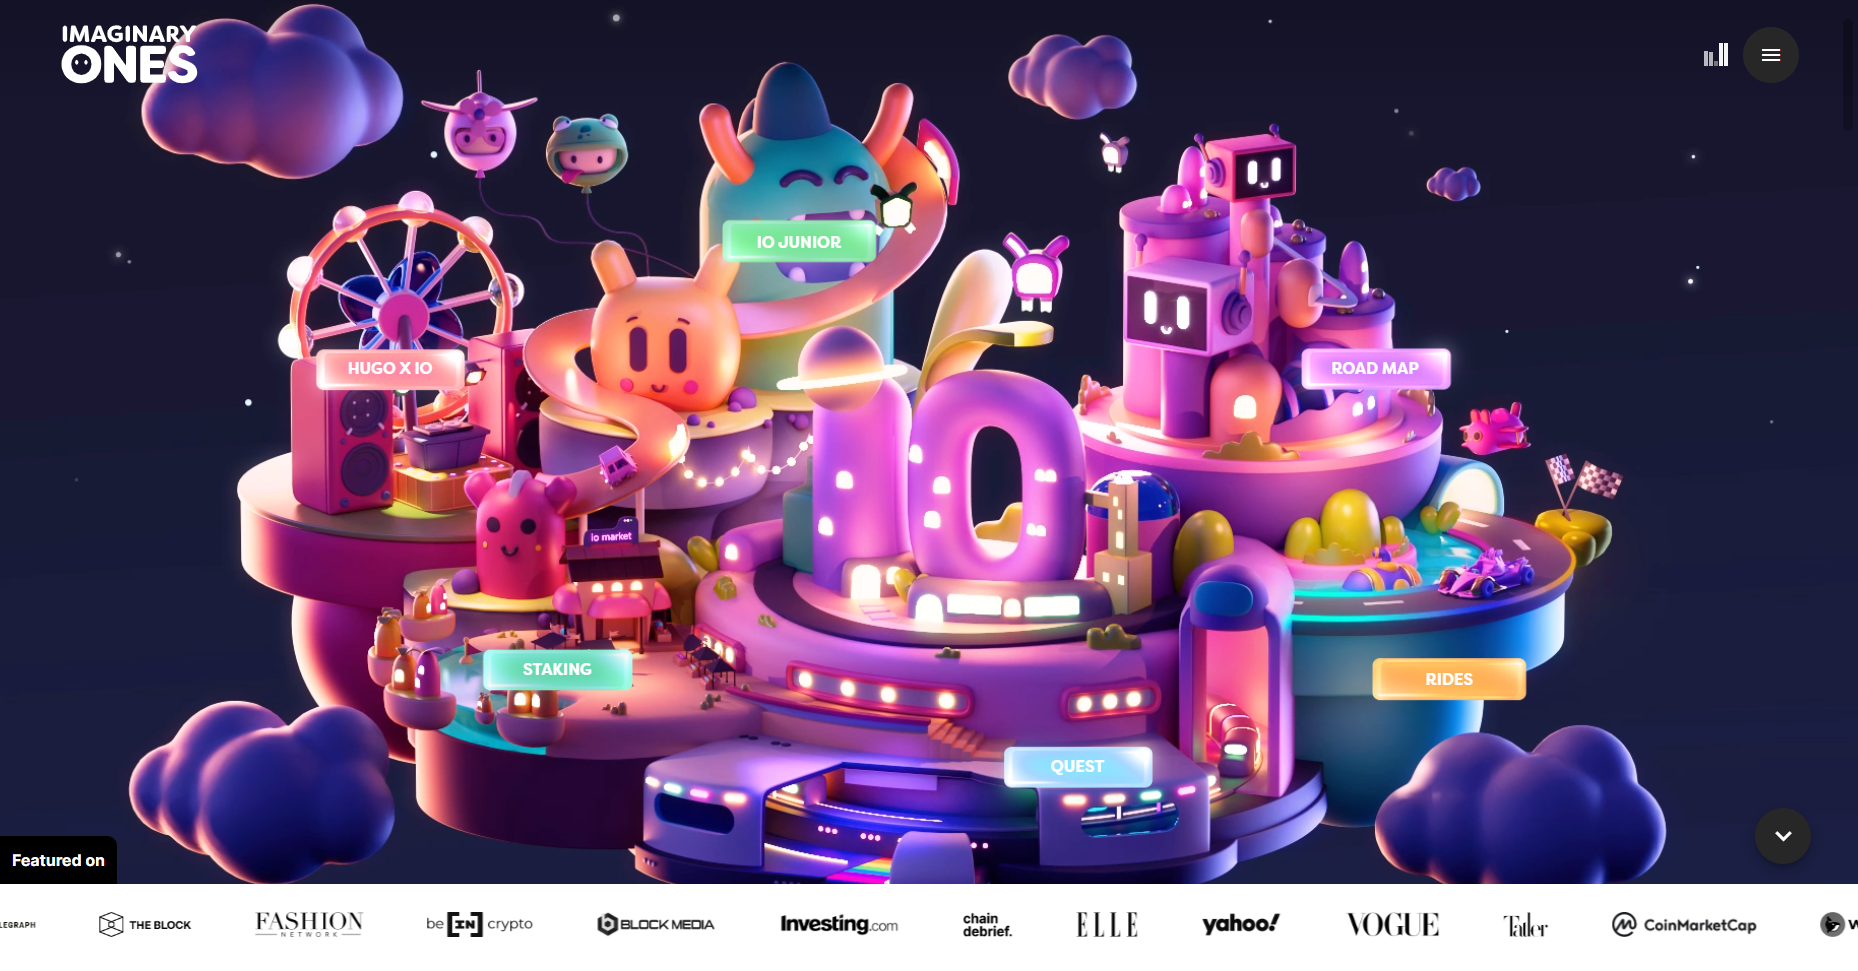 IMAGINARY
ONES
IO JUNIOR
HUGO X IO
ROAD MAP
io market
STAKING
RIDES
QUEST
Featured on
LEGRAPH
THE BLOCK
FASHION
NETWORK
be IN crypto
BLOCK MEDIA
Investing.com
chain
debrief.
ELLE
yahoo!
VOGUE
Tatler
CoinMarketCap
W